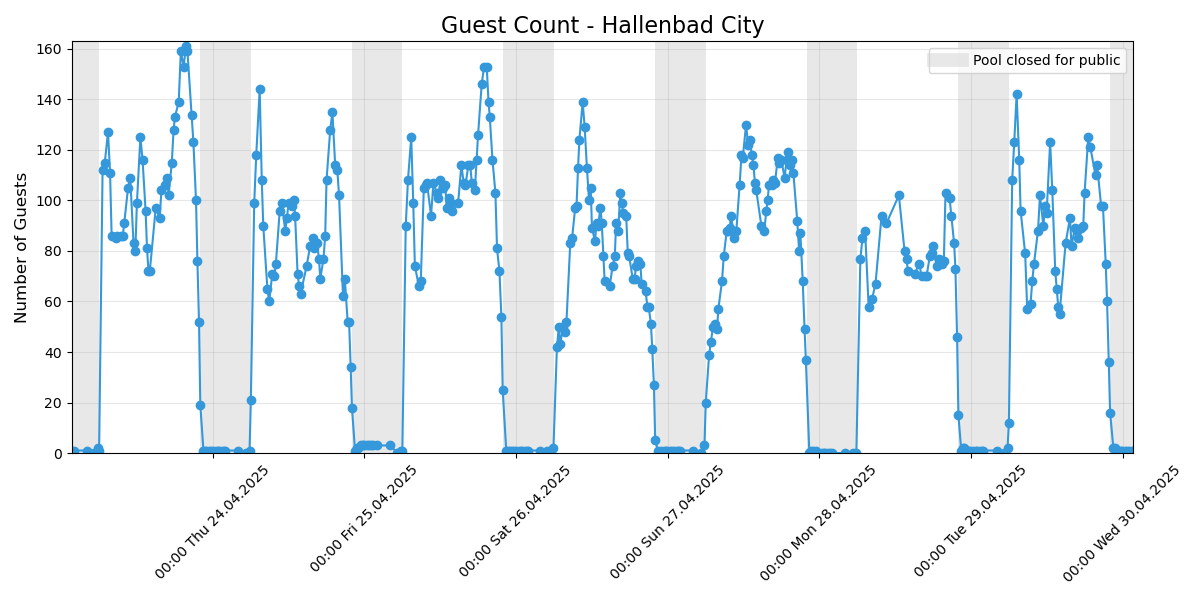 Guest Count - Hallenbad City
Pool closed for public
Number of Guests
160
140
120
100
80
60
40
20
0
00:00 Thu 24.04.2025
00:00 Fri 25.04.2025
00:00 Sat 26.04.2025
00:00 Sun 27.04.2025
00:00 Mon 28.04.2025
00:00 Tue 29.04.2025
00:00 Wed 30.04.2025